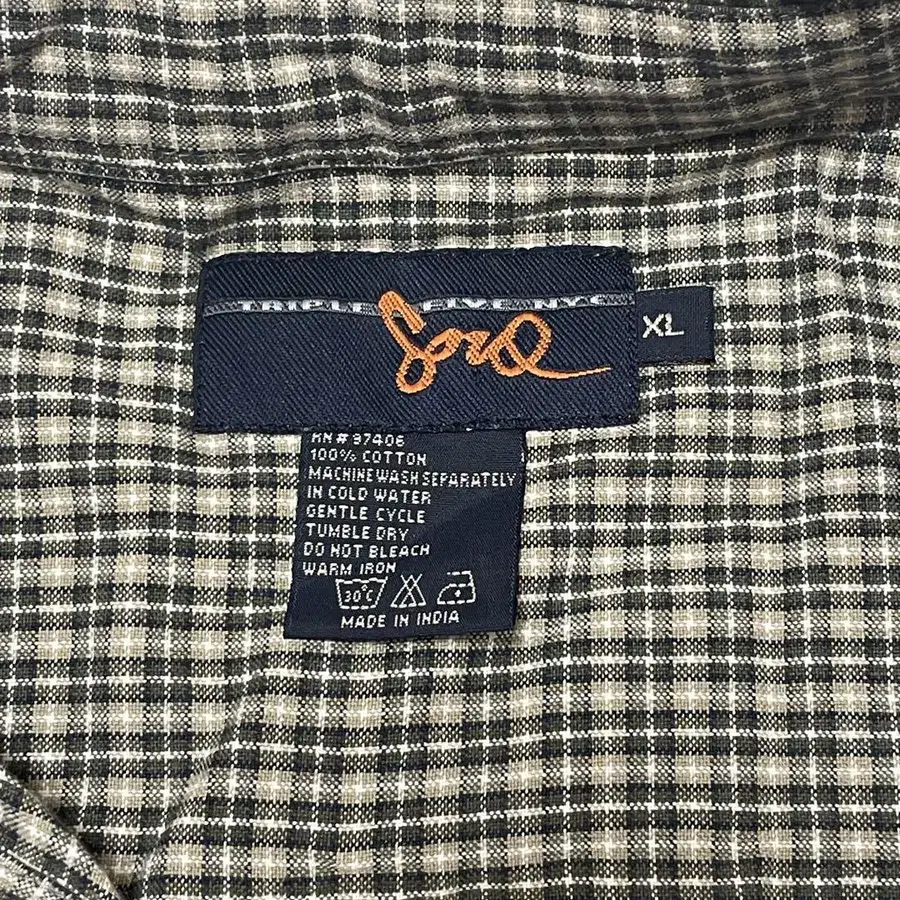 TRIPLE FIVE NYC
XL
RN # 97406
100% COTTON
MACHINE WASH SEPARATELY
IN COLD WATER
GENTLE CYCLE
TUMBLE DRY
DO NOT BLEACH
WARM IRON
30°C
MADE IN INDIA